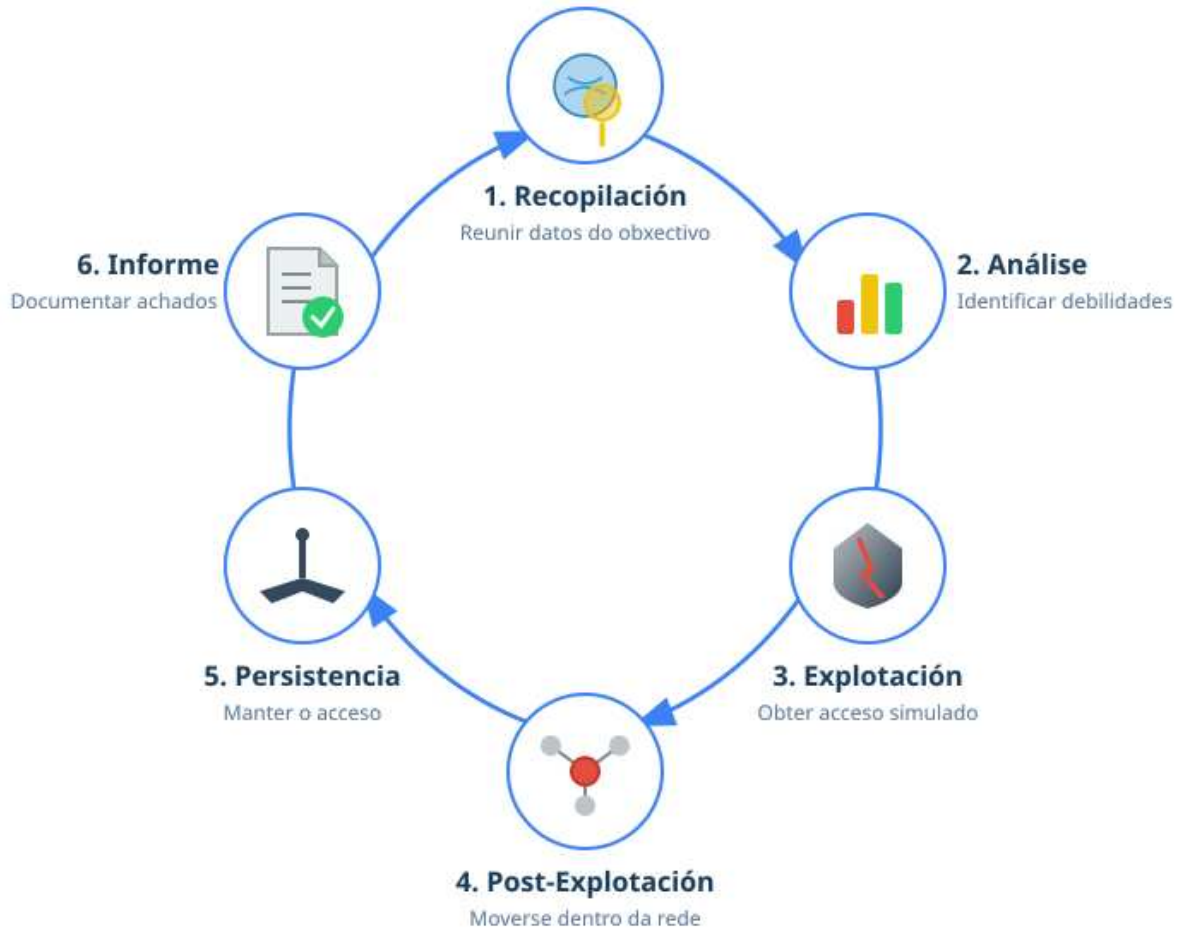 1. Recopilación
Reunir datos do obxectivo
2. Análise
Identificar debilidades
3. Explotación
Obter acceso simulado
4. Post-Explotación
Moverse dentro da rede
5. Persistencia
Manter o acceso
6. Informe
Documentar achados